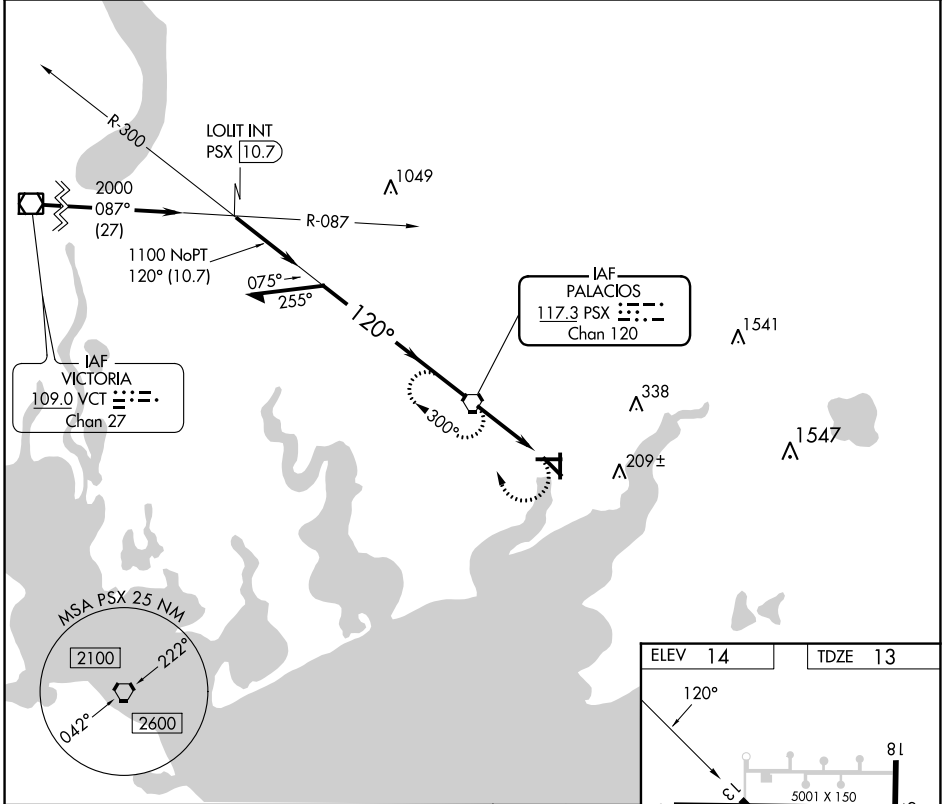 R-300
LOLIT INT
PSX 10.7
1049
2000
087°
(27)
R-087
1100 NoPT
120° (10.7)
075°
255°
120°
IAF
PALACIOS
117.3 PSX
Chan 120
1541
IAF
VICTORIA
109.0 VCT
Chan 27
300°
338
1547
209±
MSA PSX 25 NM
2100
222°
042°
2600
ELEV 14
TDZE 13
120°
18
13
5001 X 150